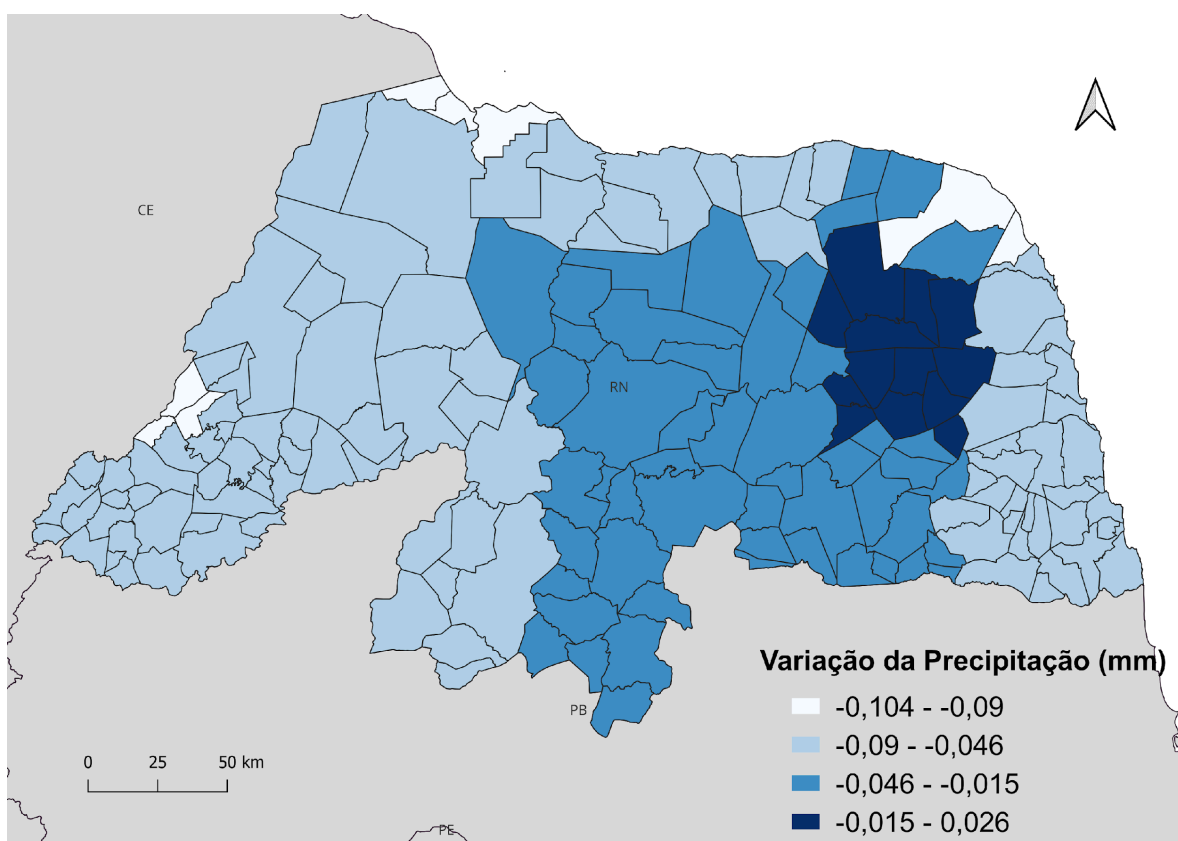 CE
RN
PB
PE
0 25 50 km
Variação da Precipitação (mm)
-0,104 - -0,09
-0,09 - -0,046
-0,046 - -0,015
-0,015 - 0,026